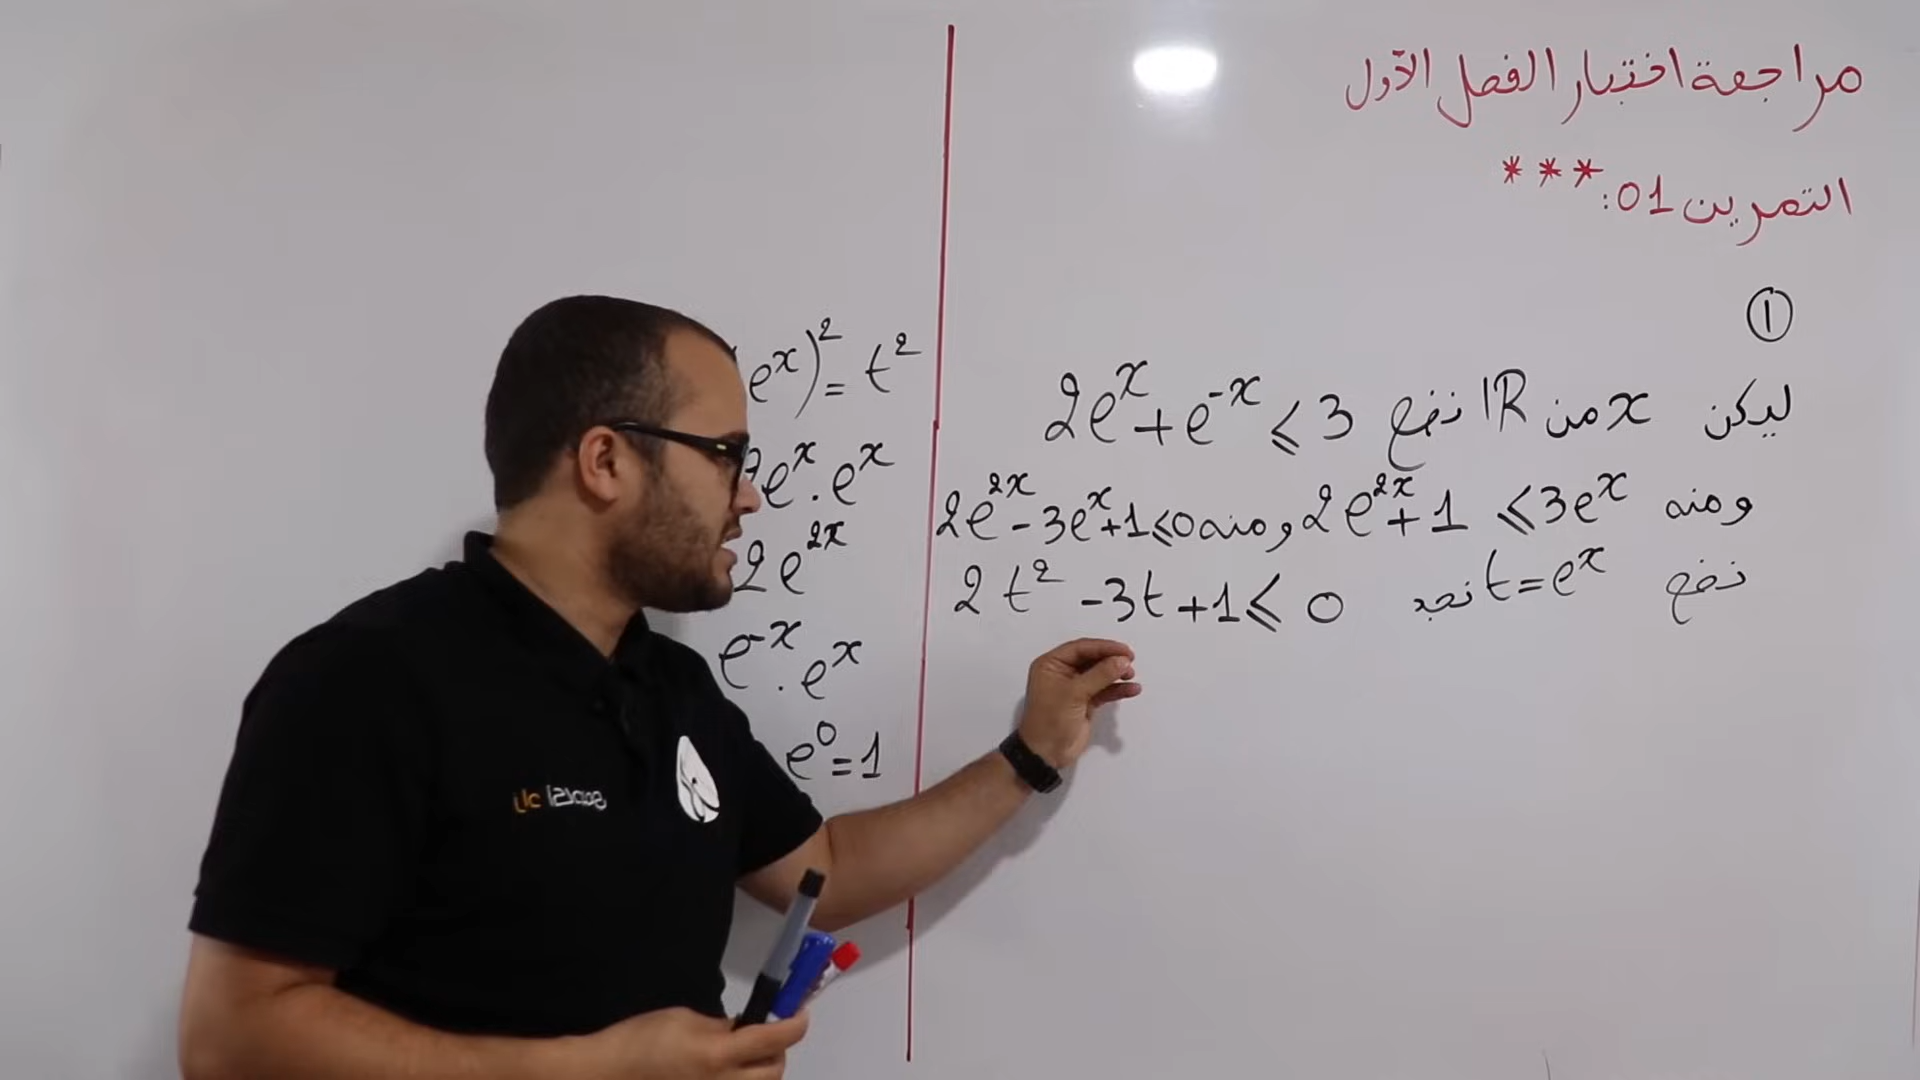 مراجعة اختبار الفصل الأول
التمرين 01: ***
①
ليكن x من IR نضع 2e^x + e^-x ⩽ 3
ومنه 2e^2x + 1 ⩽ 3e^x ومنه 2e^2x - 3e^x + 1 ⩽ 0
نضع t = e^x نجد 2t^2 - 3t + 1 ⩽ 0
e^x)^2 = t^2
2e^x . e^x
2e^2x
e^-x . e^x
e^0 = 1